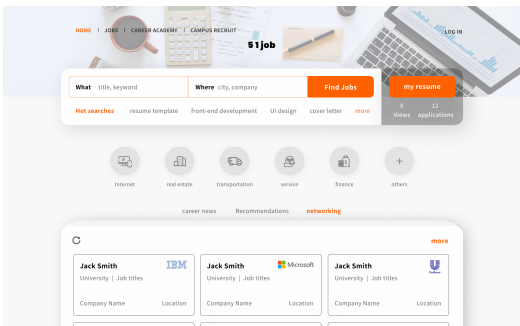 HOME | JOBS | CAREER ACADEMY | CAMPUS RECRUIT
LOG IN
51job
What title, keyword
Where city, company
Find Jobs
my resume
Hot searches resume template front-end development UI design cover letter more
8 12
Views applications
Internet real estate transportation service finance others
career news Recommendations networking
more
Jack Smith IBM
University | Job titles
Company Name Location
Jack Smith Microsoft
University | Job titles
Company Name Location
Jack Smith Unilever
University | Job titles
Company Name Location